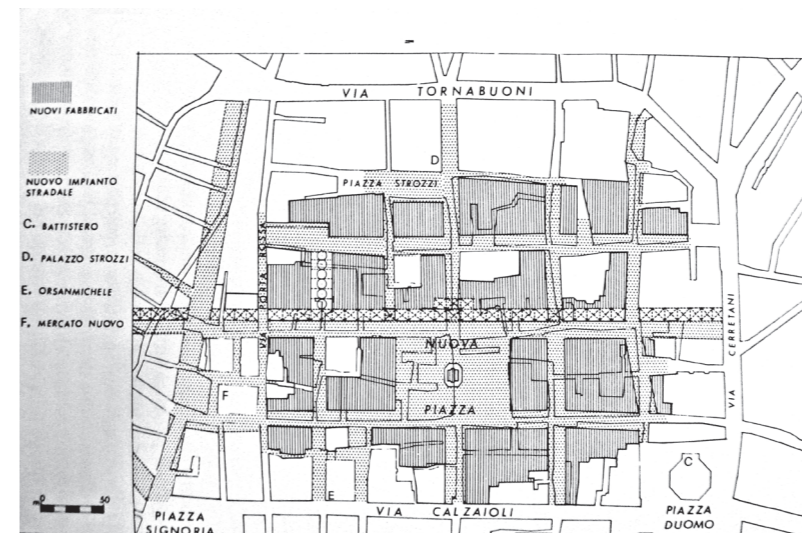 NUOVI FABBRICATI
NUOVO IMPIANTO
STRADALE
C. BATTISTERO
D. PALAZZO STROZZI
E. ORSANMICHELE
F. MERCATO NUOVO
m 0 50
VIA TORNABUONI
D
PIAZZA STROZZI
VIA PORTA ROSSA
VIA CERRETANI
NUOVA
PIAZZA
F
E
C
VIA CALZAIOLI
PIAZZA
SIGNORIA
PIAZZA
DUOMO